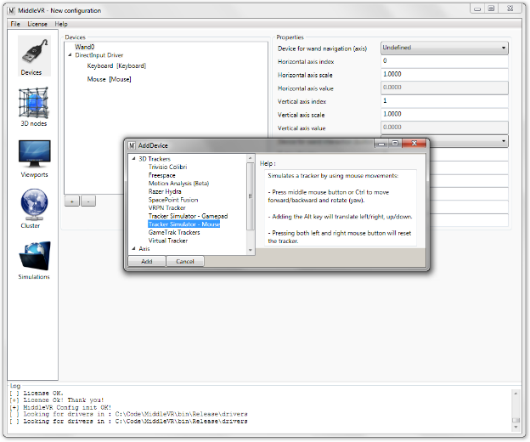 MiddleVR - New configuration
File License Help
Devices
3D nodes
Viewports
Cluster
Simulations
Devices
Wand0
DirectInput Driver
Keyboard [Keyboard]
Mouse [Mouse]
+ -
Properties
Device for wand navigation (axis) Undefined
Horizontal axis index 0
Horizontal axis scale 1.0000
Horizontal axis value 0.0000
Vertical axis index 1
Vertical axis scale 1.0000
Vertical axis value 0.0000
AddDevice
3D Trackers
Trivisio Colibri
Freespace
Motion Analysis (Beta)
Razer Hydra
SpacePoint Fusion
VRPN Tracker
Tracker Simulator - Gamepad
Tracker Simulator - Mouse
GameTrak Trackers
Virtual Tracker
Axis
Add Cancel
Help :
Simulates a tracker by using mouse movements:
- Press middle mouse button or Ctrl to move
forward/backward and rotate (yaw).
- Adding the Alt key will translate left/right, up/down.
- Pressing both left and right mouse button will reset
the tracker.
Log
[ ] License OK.
[+] License Ok! Thank you!
[+] MiddleVR Config init OK!
[ ] Looking for drivers in : C:\Code\MiddleVR\bin\Release\drivers
[ ] Looking for drivers in : C:\Code\MiddleVR\bin\Release\drivers